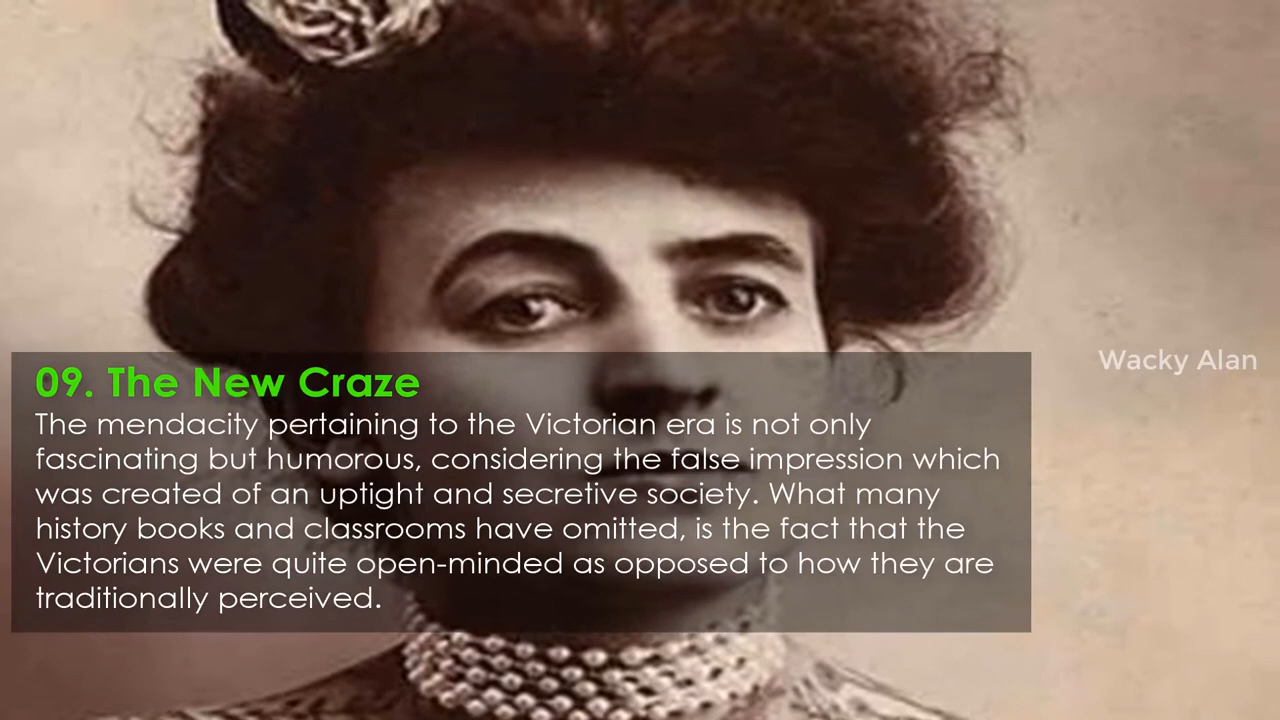 Wacky Alan
09. The New Craze
The mendacity pertaining to the Victorian era is not only
fascinating but humorous, considering the false impression which
was created of an uptight and secretive society. What many
history books and classrooms have omitted, is the fact that the
Victorians were quite open-minded as opposed to how they are
traditionally perceived.